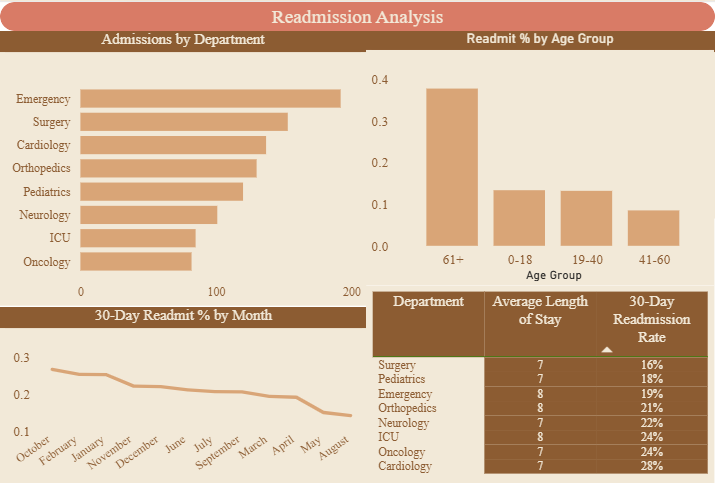 Readmission Analysis
Admissions by Department
Emergency
Surgery
Cardiology
Orthopedics
Pediatrics
Neurology
ICU
Oncology
0 100 200
Readmit % by Age Group
0.4
0.3
0.2
0.1
0.0
61+ 0-18 19-40 41-60
Age Group
30-Day Readmit % by Month
0.3
0.2
0.1
October February January November December June July September March April May August
Department Average Length of Stay 30-Day Readmission Rate
Surgery 7 16%
Pediatrics 7 18%
Emergency 8 19%
Orthopedics 8 21%
Neurology 7 22%
ICU 8 24%
Oncology 7 24%
Cardiology 7 28%